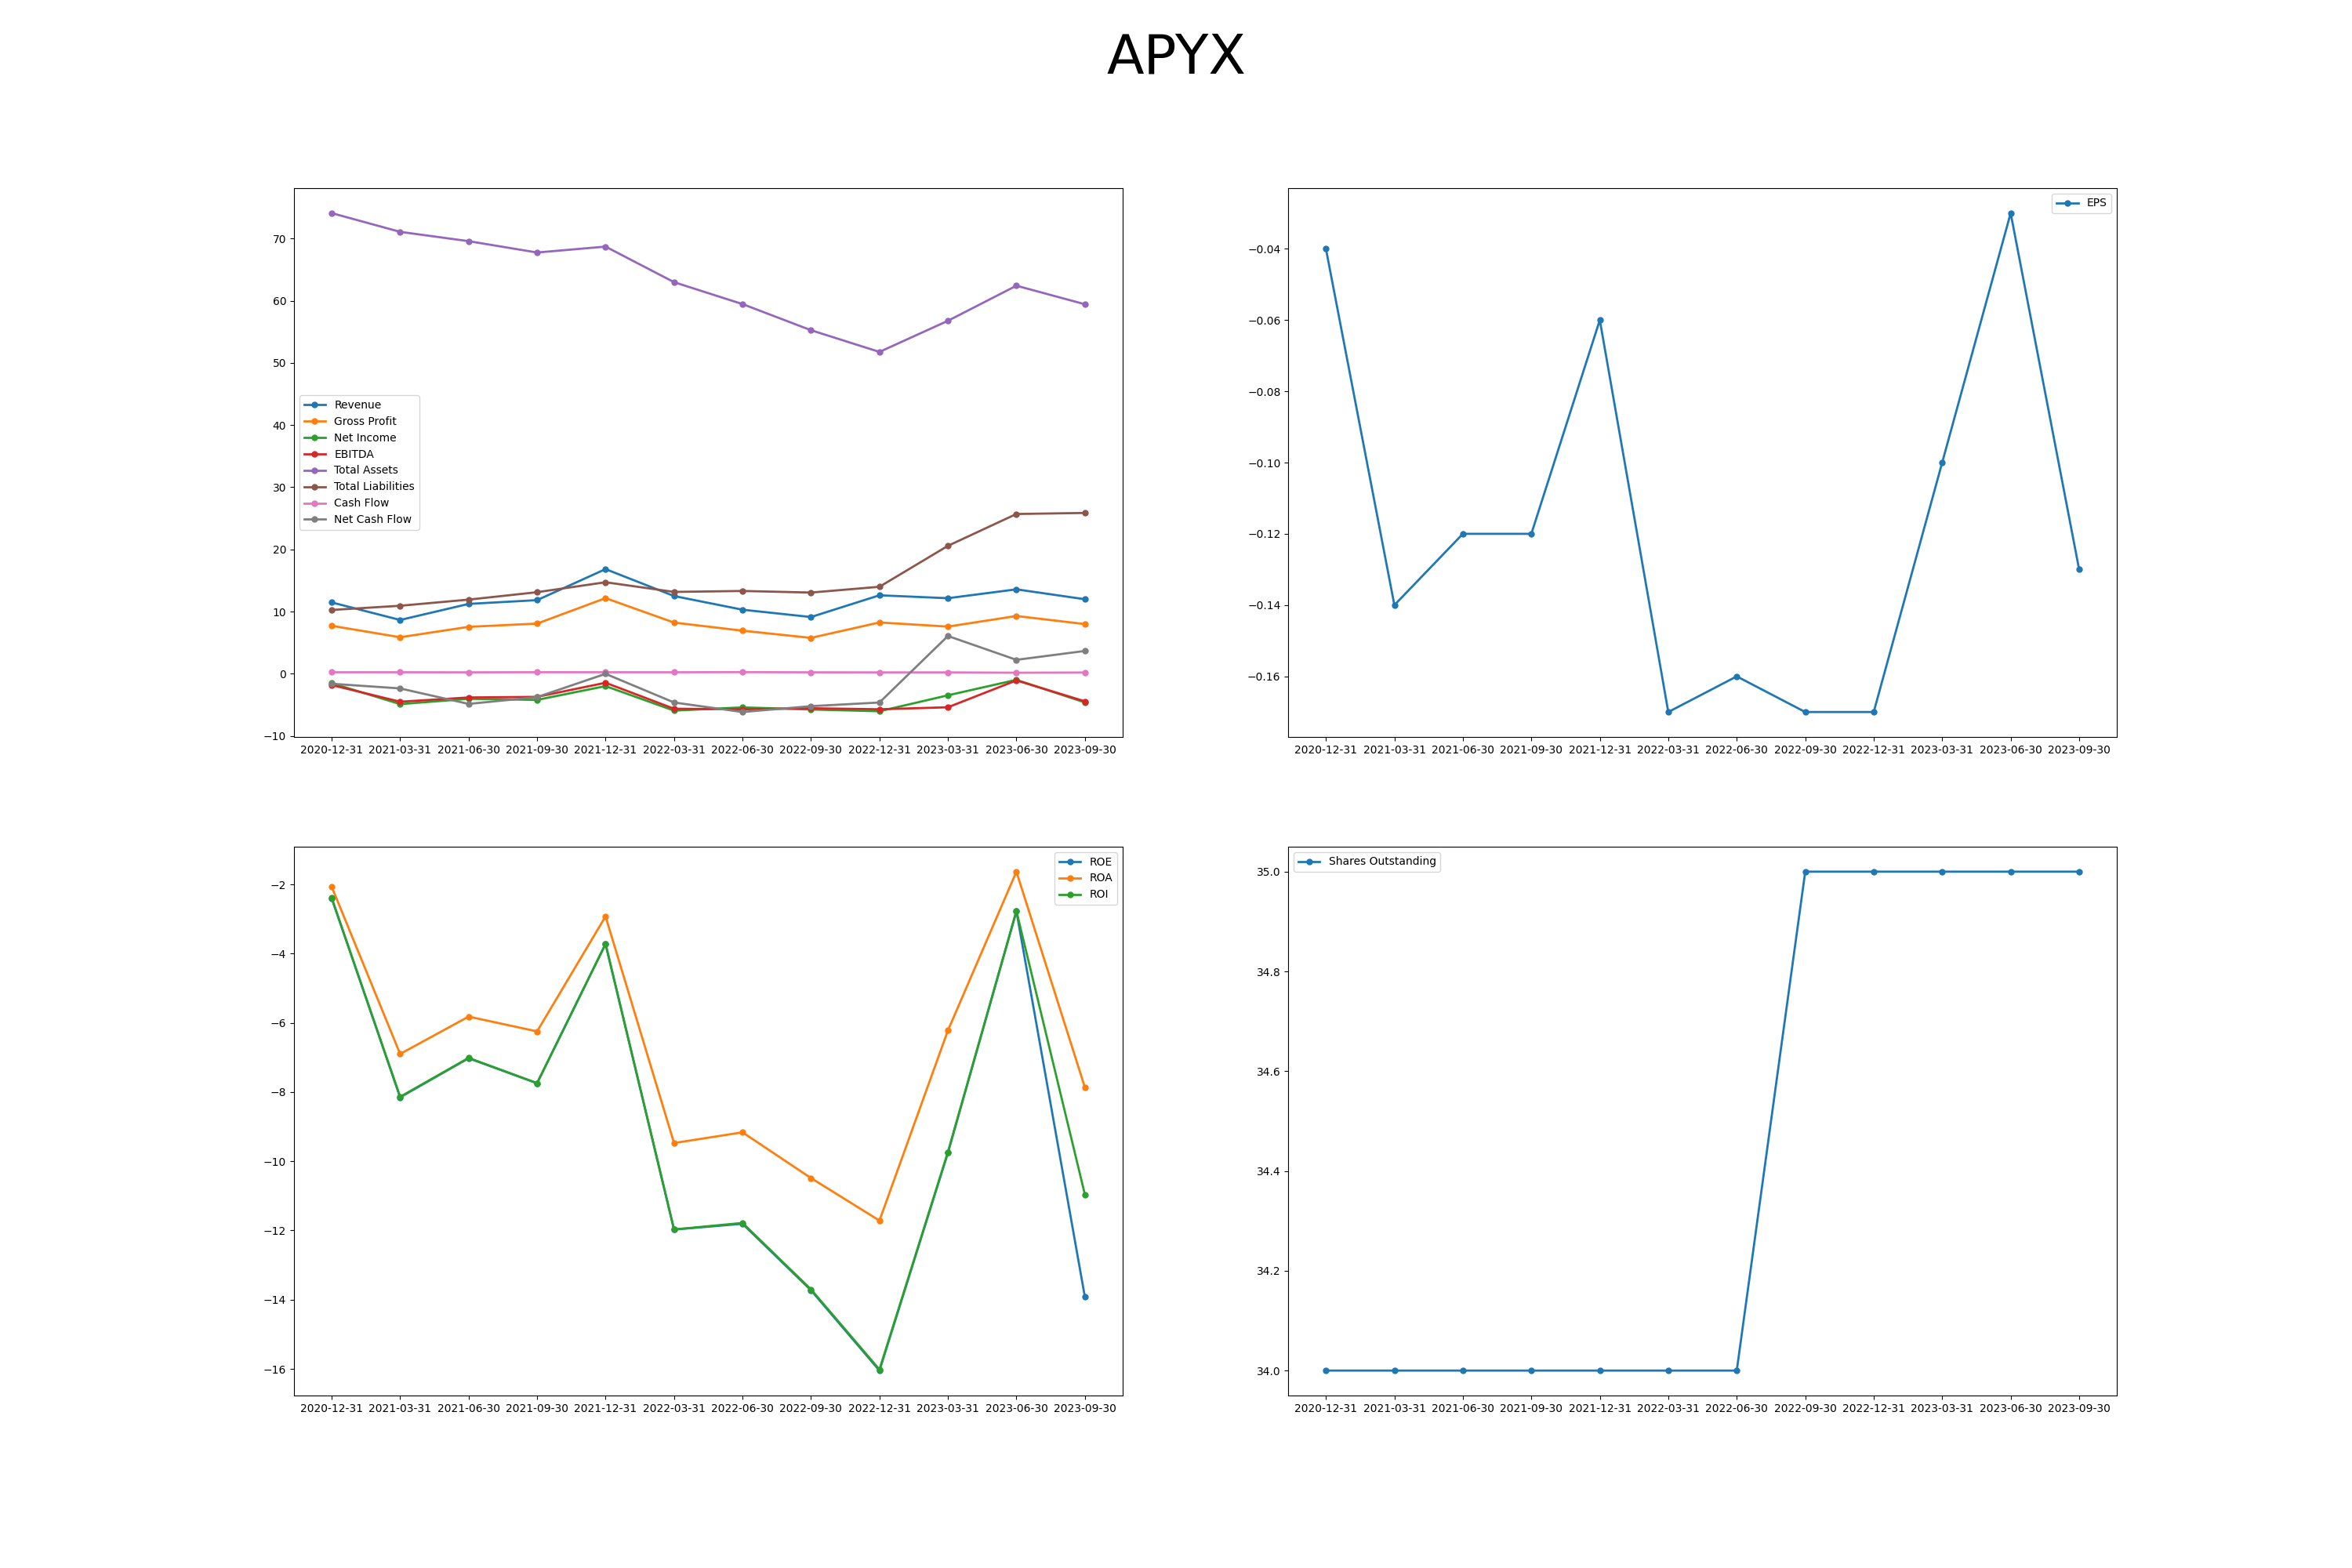 APYX
70
60
50
40
30
20
10
0
−10
Revenue
Gross Profit
Net Income
EBITDA
Total Assets
Total Liabilities
Cash Flow
Net Cash Flow
2020-12-31 2021-03-31 2021-06-30 2021-09-30 2021-12-31 2022-03-31 2022-06-30 2022-09-30 2022-12-31 2023-03-31 2023-06-30 2023-09-30
EPS
−0.04
−0.06
−0.08
−0.10
−0.12
−0.14
−0.16
2020-12-31 2021-03-31 2021-06-30 2021-09-30 2021-12-31 2022-03-31 2022-06-30 2022-09-30 2022-12-31 2023-03-31 2023-06-30 2023-09-30
ROE
ROA
ROI
−2
−4
−6
−8
−10
−12
−14
−16
2020-12-31 2021-03-31 2021-06-30 2021-09-30 2021-12-31 2022-03-31 2022-06-30 2022-09-30 2022-12-31 2023-03-31 2023-06-30 2023-09-30
Shares Outstanding
35.0
34.8
34.6
34.4
34.2
34.0
2020-12-31 2021-03-31 2021-06-30 2021-09-30 2021-12-31 2022-03-31 2022-06-30 2022-09-30 2022-12-31 2023-03-31 2023-06-30 2023-09-30